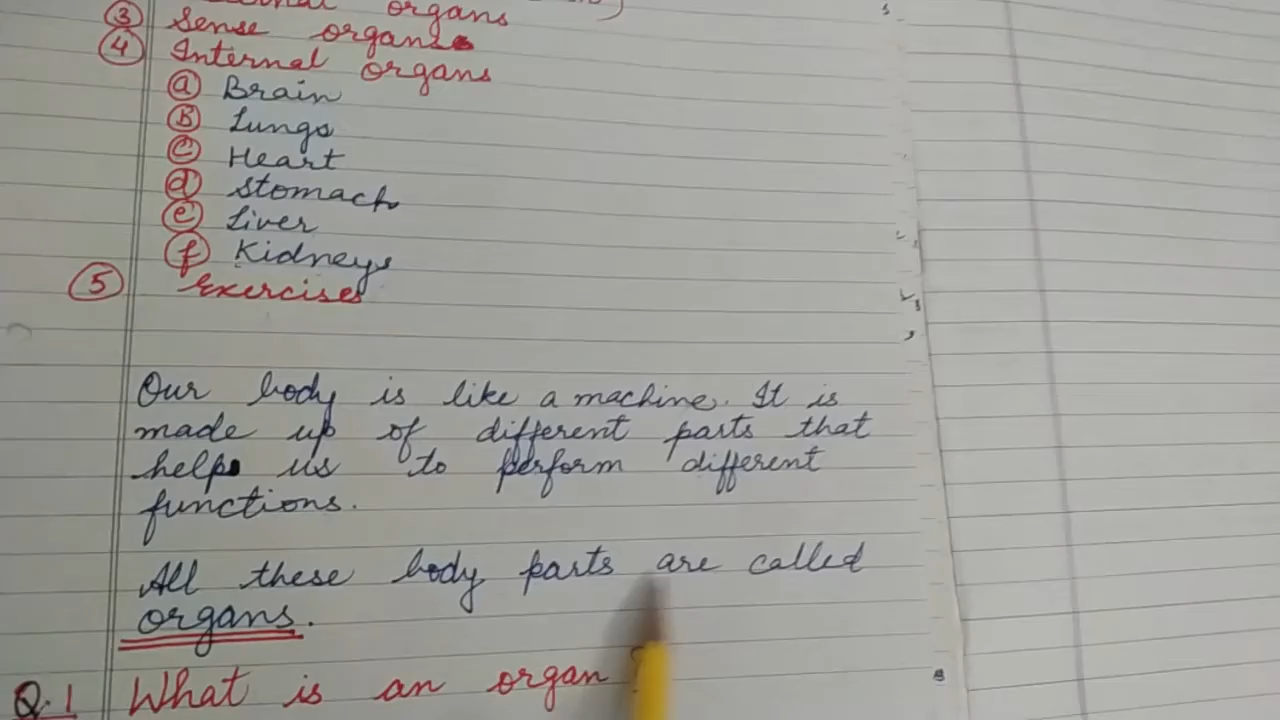 organs
③ Sense organs
④ Internal organs
ⓐ Brain
Ⓑ Lungs
ⓒ Heart
ⓓ Stomach
ⓔ Liver
ⓕ Kidneys
⑤ Exercises
Our body is like a machine. It is
made up of different parts that
help us to perform different
functions.
All these body parts are called
organs.
Q.1 What is an organ ?